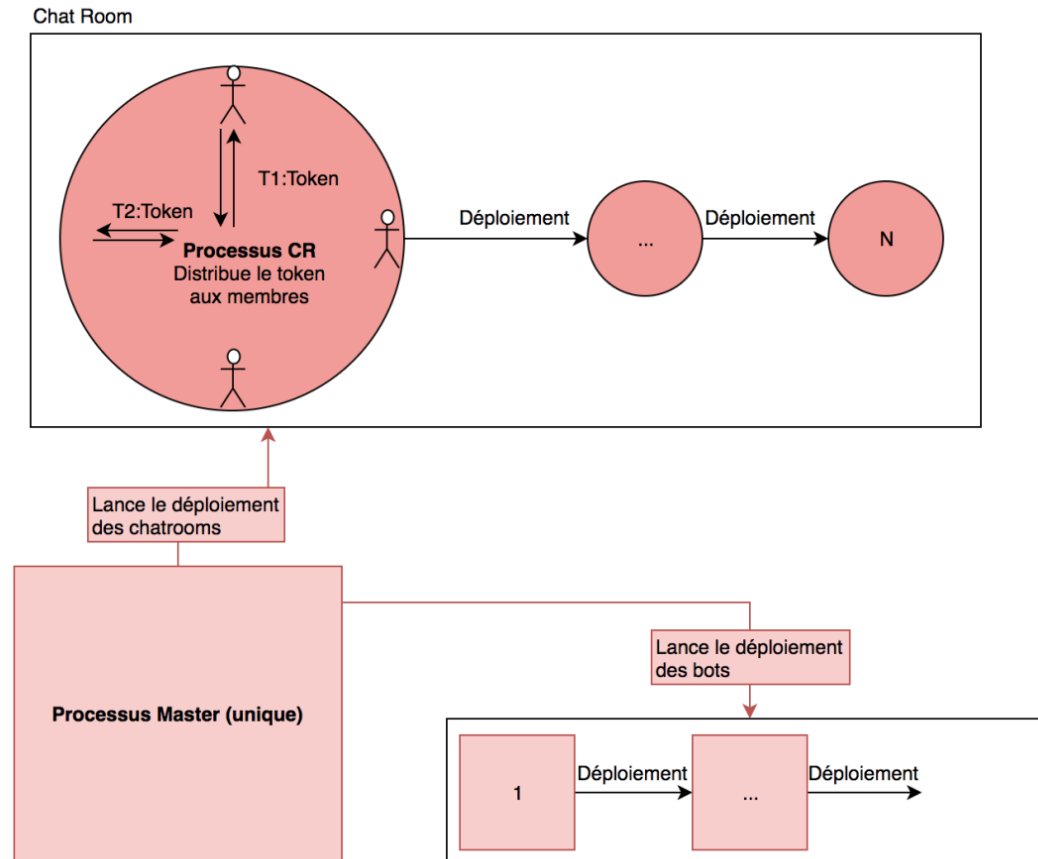 Chat Room
T1:Token
T2:Token
Processus CR
Distribue le token
aux membres
Déploiement
...
Déploiement
N
Lance le déploiement
des chatrooms
Processus Master (unique)
Lance le déploiement
des bots
1
Déploiement
...
Déploiement